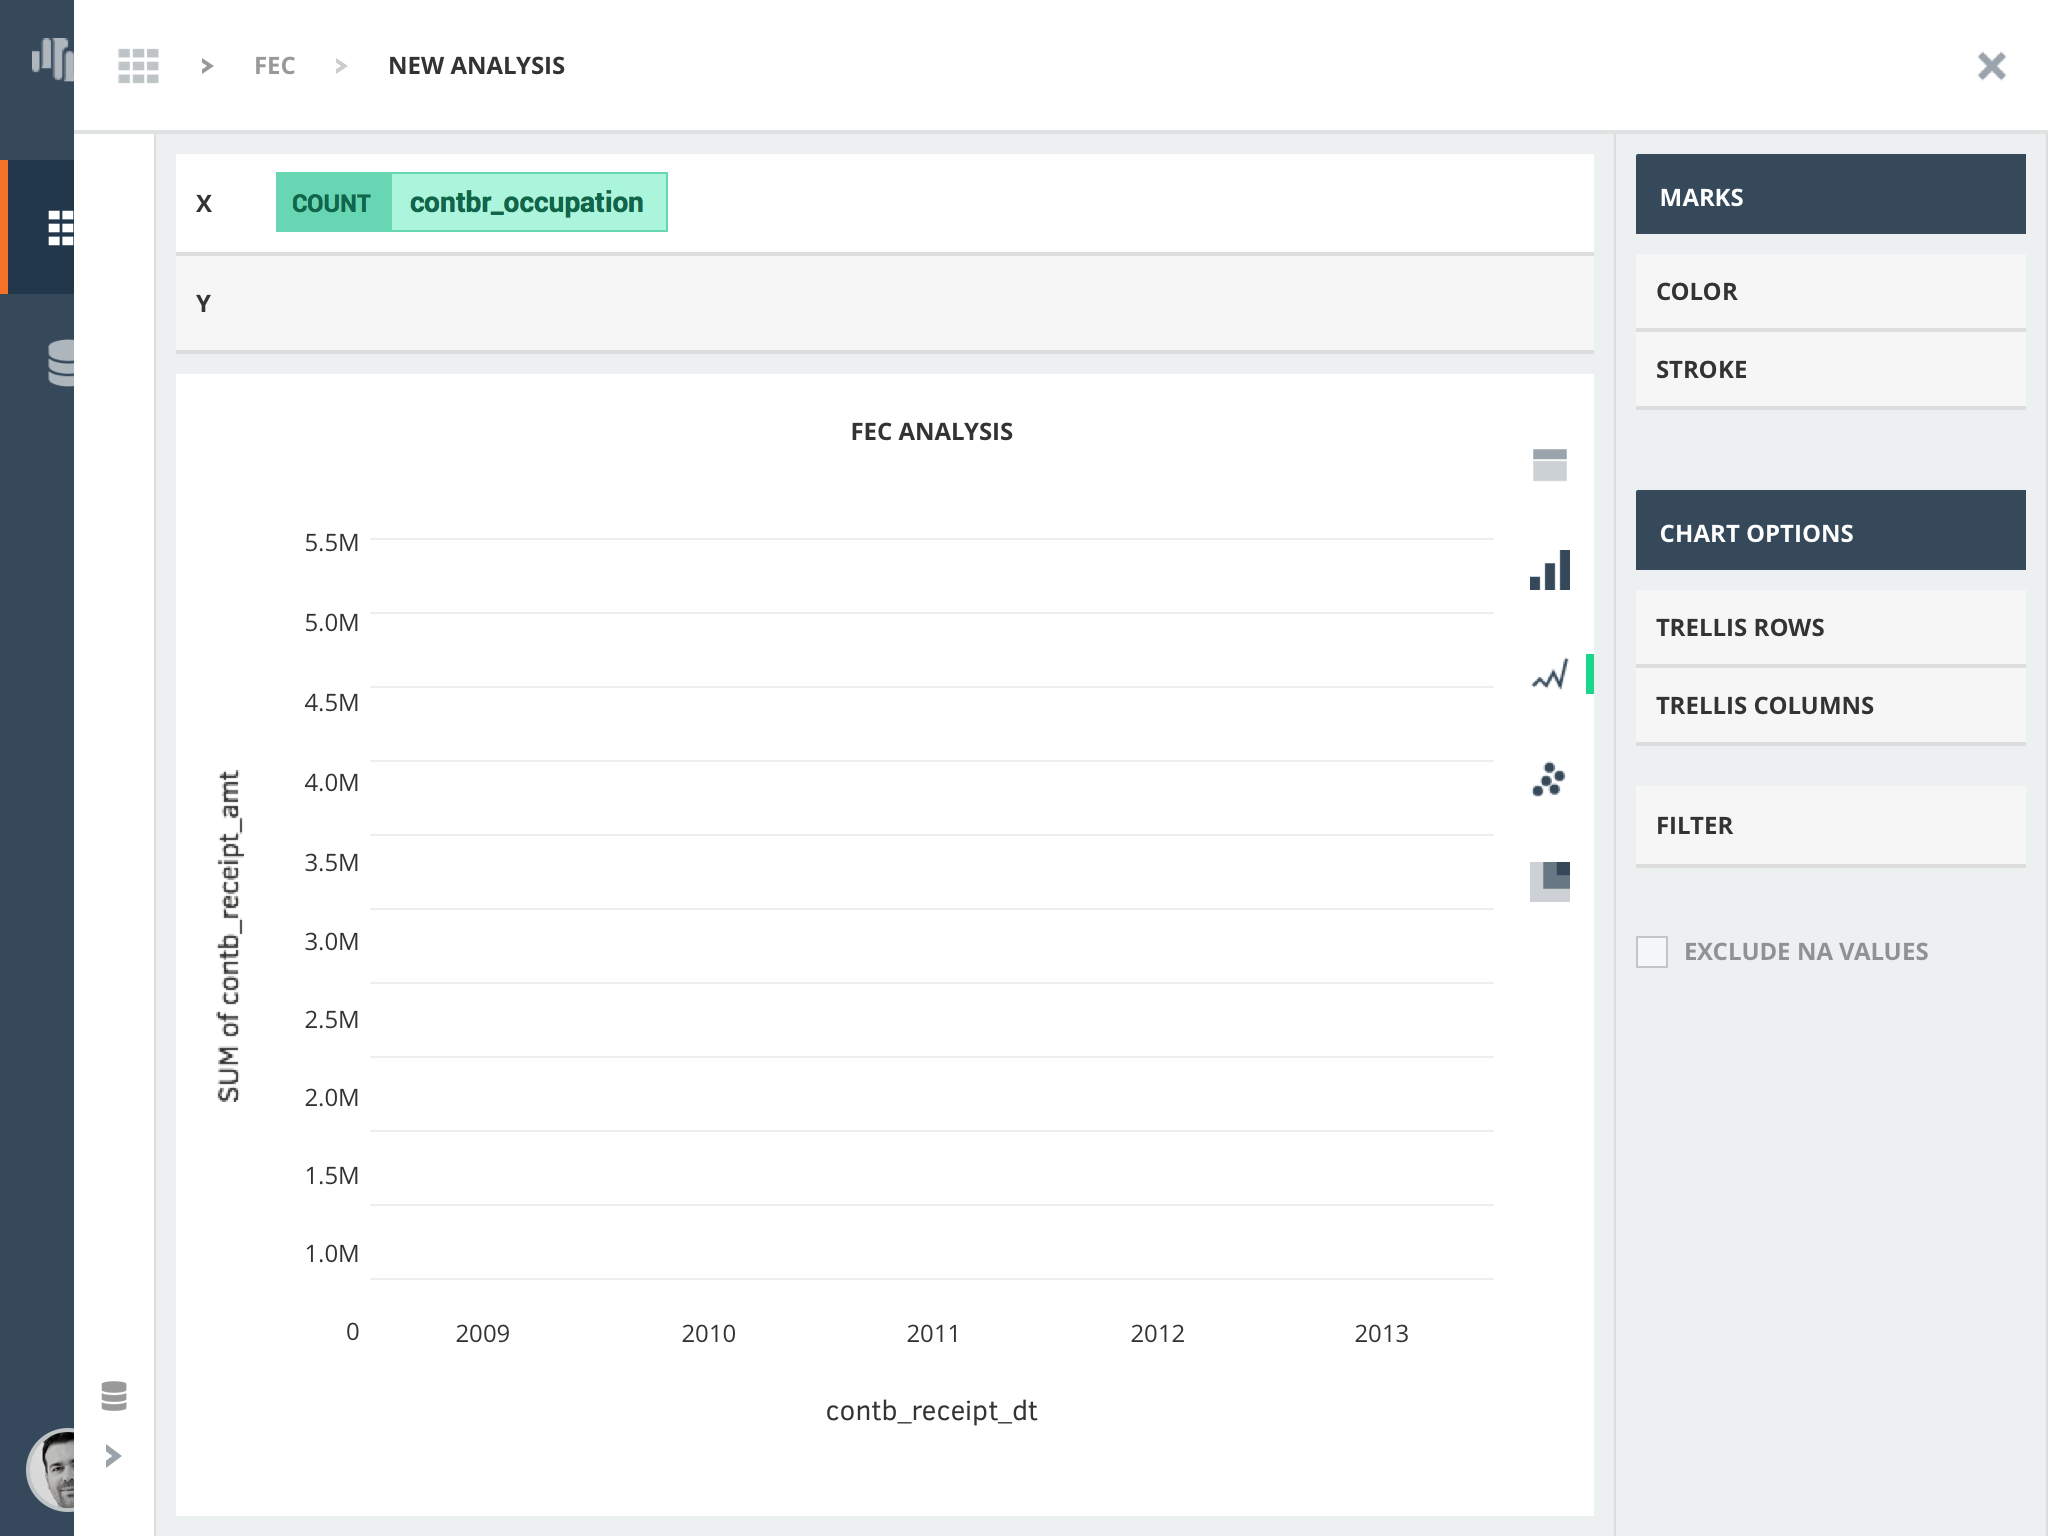 > FEC > NEW ANALYSIS
X COUNT contbr_occupation
Y
FEC ANALYSIS
5.5M
5.0M
4.5M
4.0M
3.5M
3.0M
2.5M
2.0M
1.5M
1.0M
0 2009 2010 2011 2012 2013
SUM of contb_receipt_amt
contb_receipt_dt
MARKS
COLOR
STROKE
CHART OPTIONS
TRELLIS ROWS
TRELLIS COLUMNS
FILTER
EXCLUDE NA VALUES